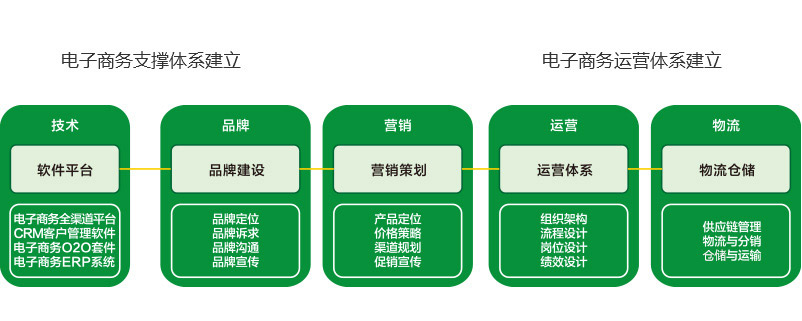 电子商务支撑体系建立
电子商务运营体系建立
技术
软件平台
电子商务全渠道平台
CRM客户管理软件
电子商务O2O套件
电子商务ERP系统
品牌
品牌建设
品牌定位
品牌诉求
品牌沟通
品牌宣传
营销
营销策划
产品定位
价格策略
渠道规划
促销宣传
运营
运营体系
组织架构
流程设计
岗位设计
绩效设计
物流
物流仓储
供应链管理
物流与分销
仓储与运输